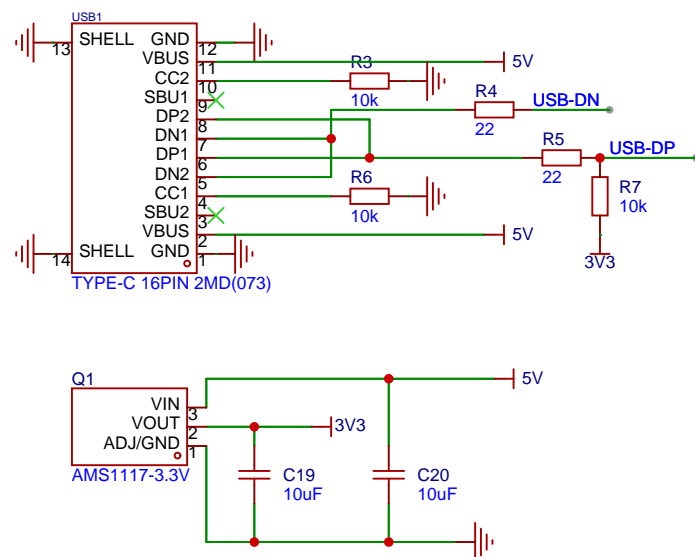 USB1
SHELL GND
13 12
VBUS 5V
11
CC2 R3
10 10k
SBU1
9 R4 USB-DN
DP2 22
8
DN1 R5 USB-DP
7 22
DP1
6
DN2 R6 R7
5 10k 10k
CC1
4
SBU2
3
VBUS 5V
2 3V3
SHELL GND
14 1
TYPE-C 16PIN 2MD(073)
Q1 5V
VIN
3
VOUT 3V3
2
ADJ/GND
1
AMS1117-3.3V
C19 C20
10uF 10uF